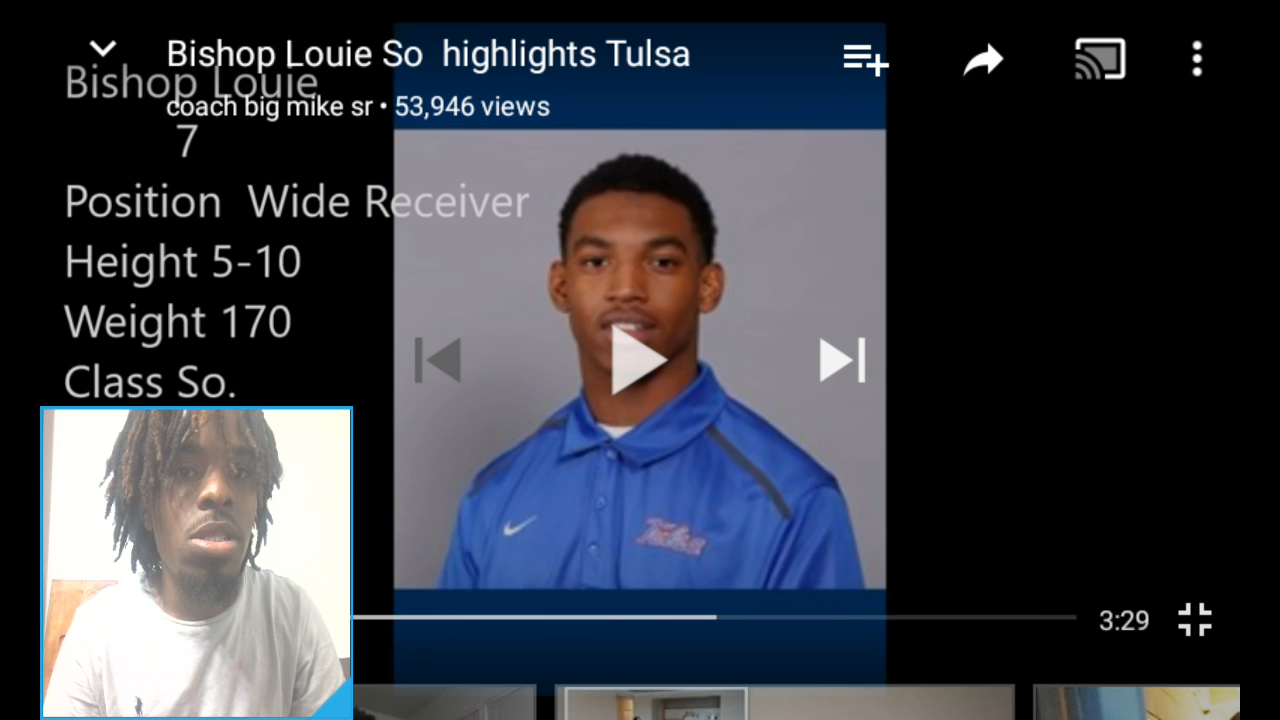 Bishop Louie So highlights Tulsa
coach big mike sr • 53,946 views
Bishop Louie
7
Position Wide Receiver
Height 5-10
Weight 170
Class So.
Tulsa
3:29